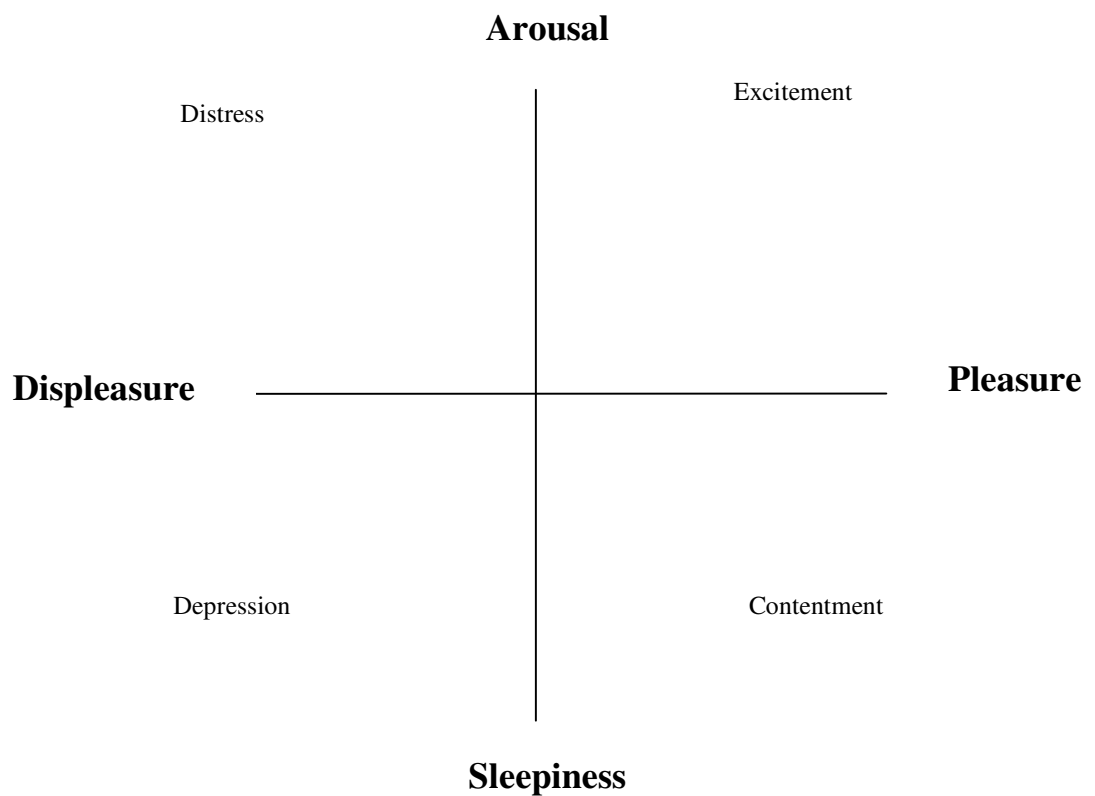 Arousal
Distress
Excitement
Displeasure
Pleasure
Depression
Contentment
Sleepiness